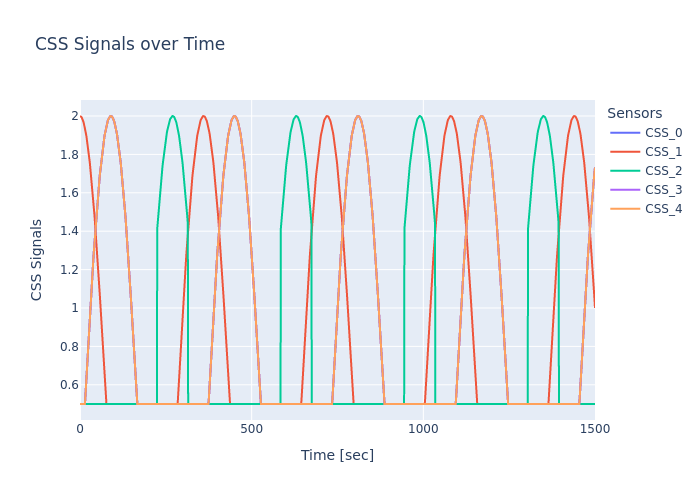 CSS Signals over Time
Sensors
CSS_0
CSS_1
CSS_2
CSS_3
CSS_4
CSS Signals
2
1.8
1.6
1.4
1.2
1
0.8
0.6
0
500
1000
1500
Time [sec]